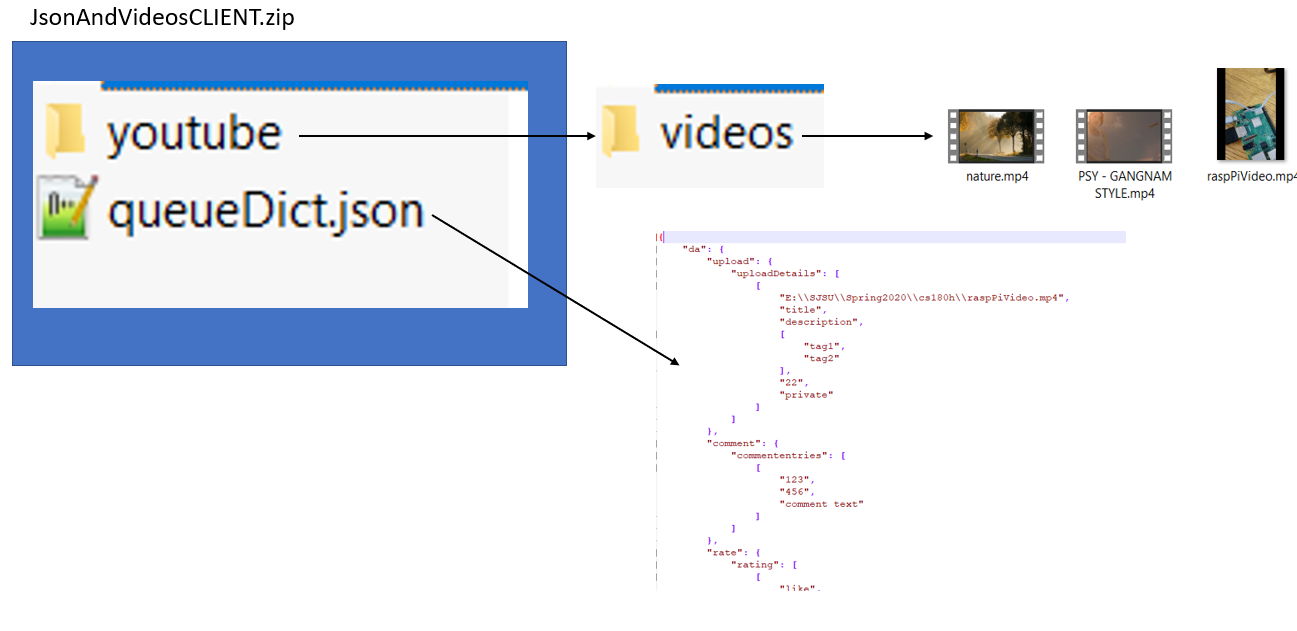 JsonAndVideosCLIENT.zip
youtube
queueDict.json
videos
nature.mp4
PSY - GANGNAM
STYLE.mp4
raspPiVideo.mp4
{
"da": {
"upload": {
"uploadDetails": [
[
"E:\\SJSU\\Spring2020\\cs180h\\raspPiVideo.mp4",
"title",
"description",
[
"tag1",
"tag2"
],
"22",
"private"
]
]
},
"comment": {
"commententries": [
[
"123",
"456",
"comment text"
]
]
},
"rate": {
"rating": [
[
"like",